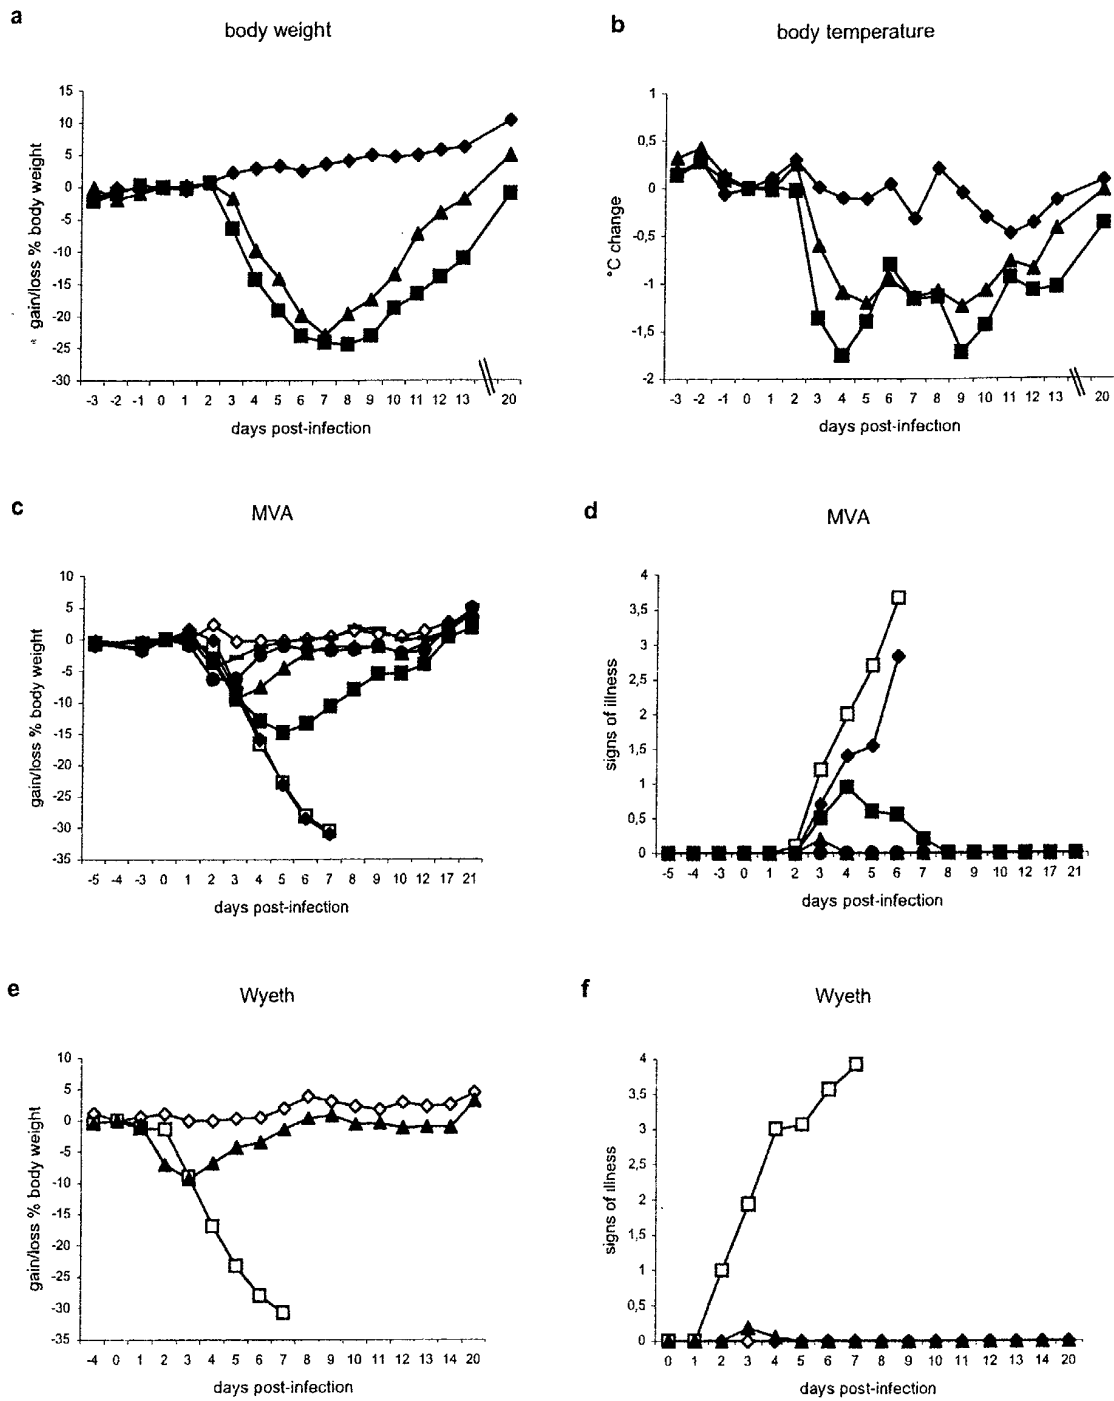 a
body weight
b
body temperature
15
10
5
0
-5
-10
-15
-20
-25
-30
gain/loss % body weight
-3 -2 -1 0 1 2 3 4 5 6 7 8 9 10 11 12 13 20
days post-infection
1
0,5
0
-0,5
-1
-1,5
-2
°C change
-3 -2 -1 0 1 2 3 4 5 6 7 8 9 10 11 12 13 20
days post-infection
c
MVA
d
MVA
10
5
0
-5
-10
-15
-20
-25
-30
-35
gain/loss % body weight
-5 -4 -3 0 1 2 3 4 5 6 7 8 9 10 12 17 21
days post-infection
4
3,5
3
2,5
2
1,5
1
0,5
0
signs of illness
-5 -4 -3 0 1 2 3 4 5 6 7 8 9 10 12 17 21
days post-infection
e
Wyeth
f
Wyeth
10
5
0
-5
-10
-15
-20
-25
-30
-35
gain/loss % body weight
-4 0 1 2 3 4 5 6 7 8 9 10 11 12 13 14 20
days post-infection
4
3,5
3
2,5
2
1,5
1
0,5
0
signs of illness
0 1 2 3 4 5 6 7 8 9 10 11 12 13 14 20
days post-infection